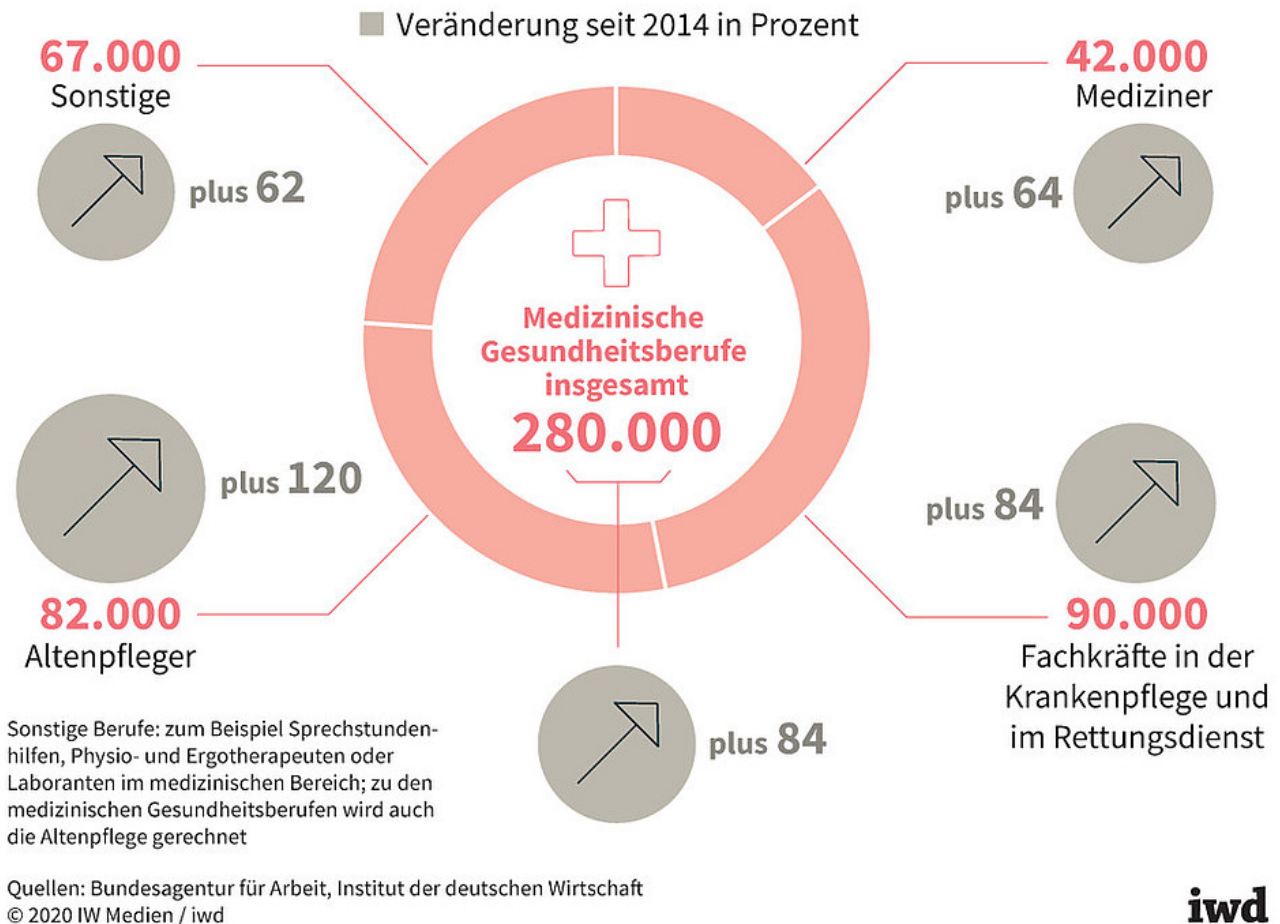 Veränderung seit 2014 in Prozent
67.000
Sonstige
plus 62
42.000
Mediziner
plus 64
Medizinische
Gesundheitsberufe
insgesamt
280.000
plus 120
82.000
Altenpfleger
plus 84
90.000
Fachkräfte in der
Krankenpflege und
im Rettungsdienst
plus 84
Sonstige Berufe: zum Beispiel Sprechstunden-
hilfen, Physio- und Ergotherapeuten oder
Laboranten im medizinischen Bereich; zu den
medizinischen Gesundheitsberufen wird auch
die Altenpflege gerechnet
Quellen: Bundesagentur für Arbeit, Institut der deutschen Wirtschaft
© 2020 IW Medien / iwd
iwd